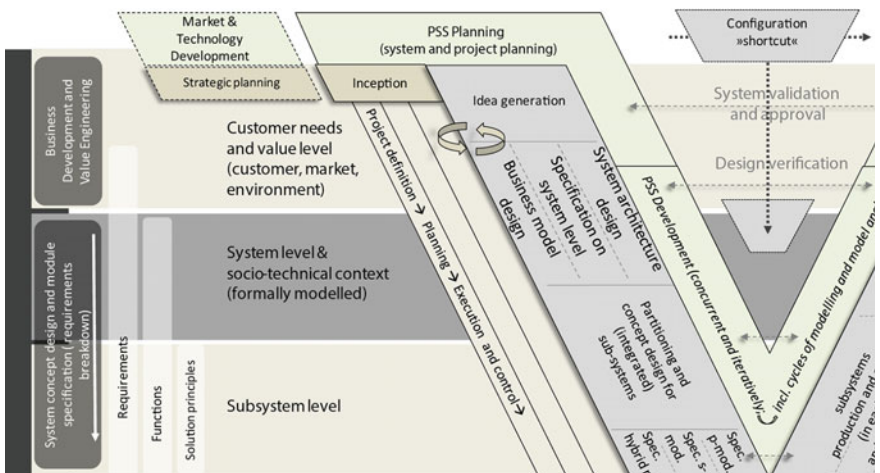 Market &
Technology
Development
Strategic planning
PSS Planning
(system and project planning)
Inception
Idea generation
Configuration
»shortcut«
System validation
and approval
Design verification
Business
Development and
Value Engineering
Customer needs
and value level
(customer, market,
environment)
System level &
socio-technical context
(formally modelled)
Subsystem level
System concept design and module
specification (requirements
breakdown)
Requirements
Functions
Solution principles
Project definition → Planning → Execution and control →
Business model
design
Specification on
system level
System architecture
design
Partitioning and
concept design for
(integrated)
sub-systems
Spec.
hybrid
Spec.
mod.
Spec. s-
Spec.
p-mod.
PSS Development (concurrent and iteratively,
incl. cycles of modelling and model
subsystems
production and
(in